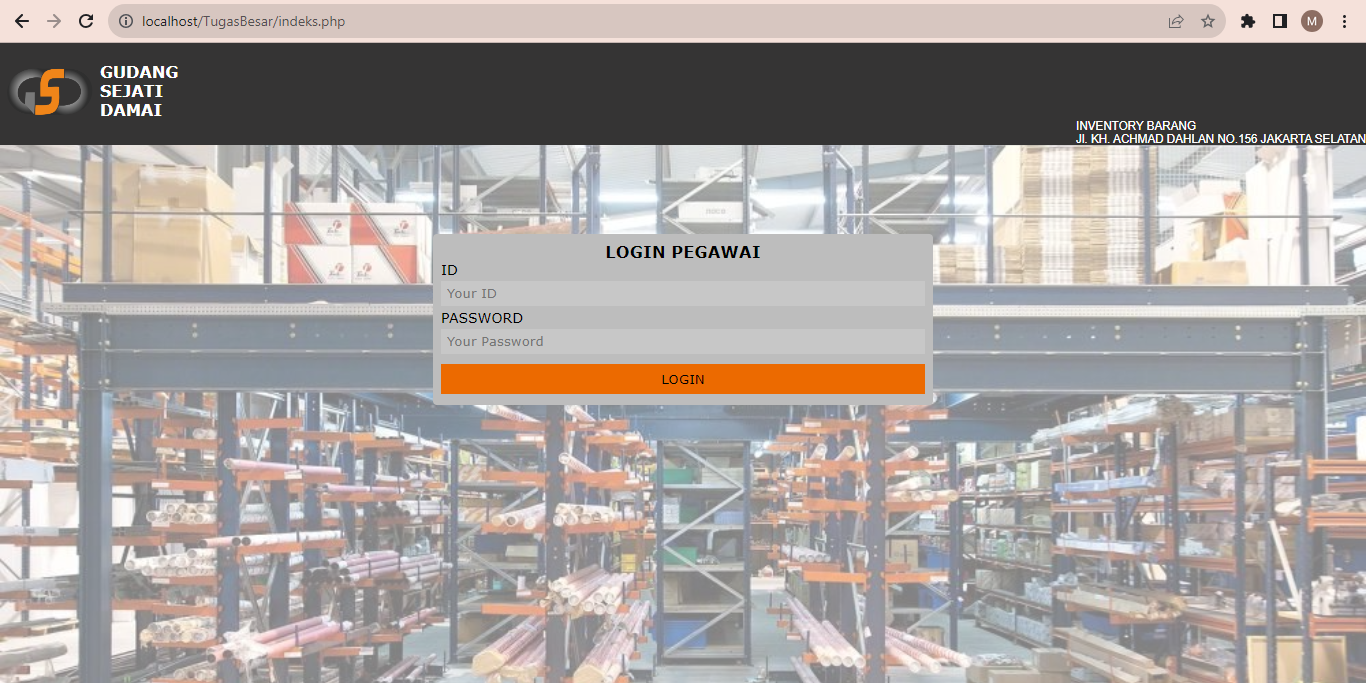 localhost/TugasBesar/indeks.php
M
GUDANG
SEJATI
DAMAI
INVENTORY BARANG
Jl. KH. ACHMAD DAHLAN NO.156 JAKARTA SELATAN
LOGIN PEGAWAI
ID
Your ID
PASSWORD
Your Password
LOGIN